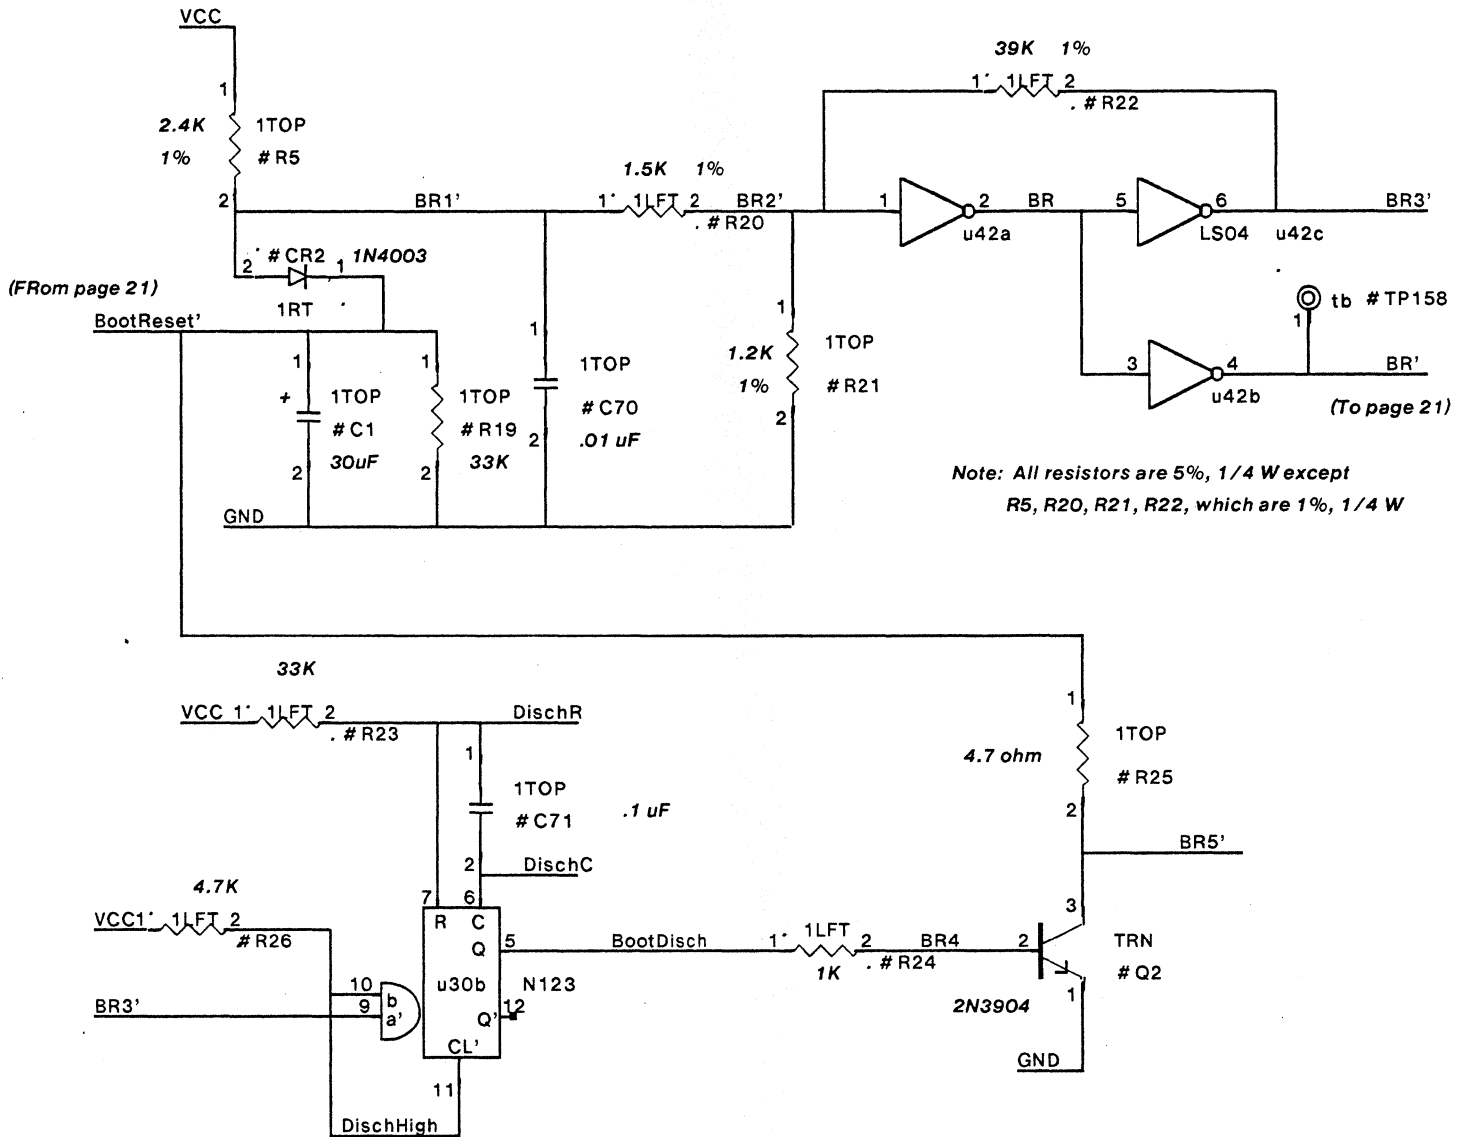 VCC
1
2.4K 1TOP
1% #R5
2
BR1'
1.5K 1%
1' 1LFT 2
. #R20
BR2'
39K 1%
1' 1LFT 2
. #R22
1 2
u42a
BR
5 6
LS04 u42c
BR3'
#CR2 1N4003
2 1
1RT
(FRom page 21)
BootReset'
1
+ 1TOP
#C1
2 30uF
1
1TOP
#R19
2 33K
1
1TOP
#C70
2 .01 uF
1
1.2K 1TOP
1% #R21
2
GND
tb #TP158
1
3 4
u42b
BR'
(To page 21)
Note: All resistors are 5%, 1/4 W except
R5, R20, R21, R22, which are 1%, 1/4 W
33K
VCC 1' 1LFT 2
. #R23
DischR
1
1TOP
#C71 .1 uF
2
DischC
1
4.7 ohm 1TOP
#R25
2
BR5'
4.7K
VCC1' 1LFT 2
#R26
7 6
R C
Q 5
BootDisch
1' 1LFT 2
1K . #R24
BR4
2 3
TRN
#Q2
1
2N3904
GND
u30b N123
10 b
9 a'
BR3'
Q' 12
CL'
11
DischHigh